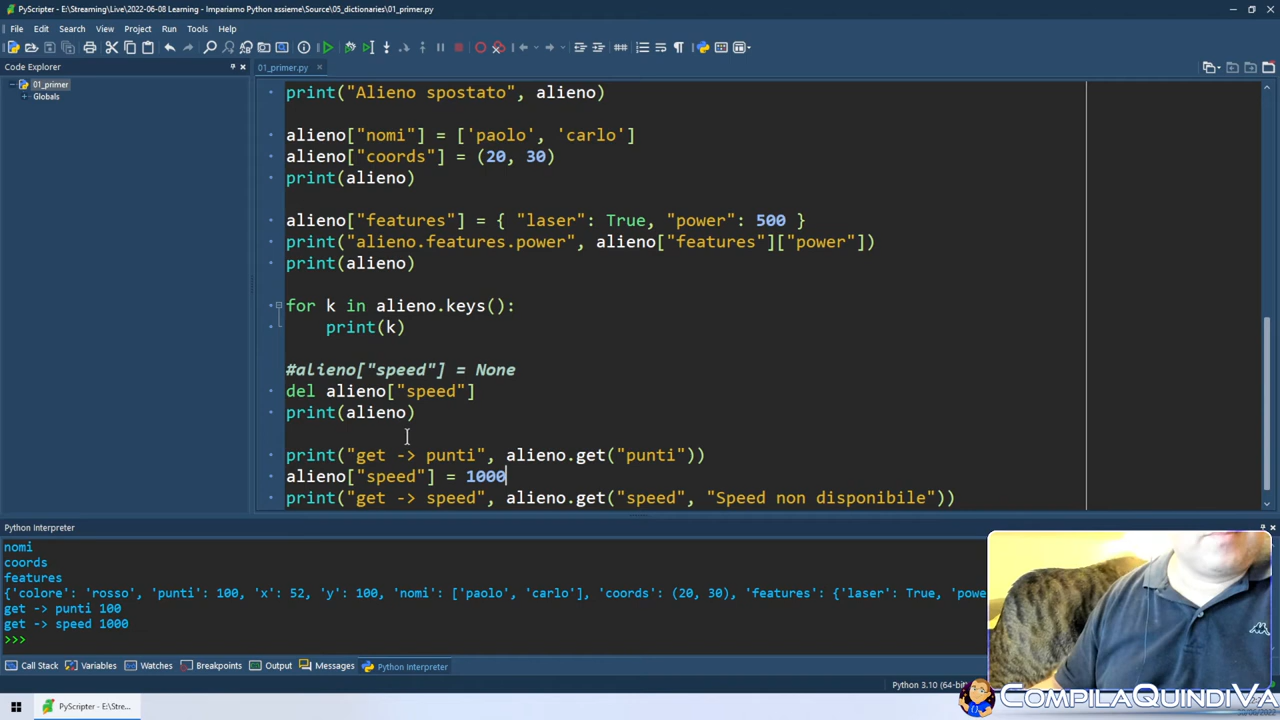 PyScripter - E:\Streaming\Live\2022-06-08 Learning - Impariamo Python assieme\Source\05_dictionaries\01_primer.py
File Edit Search View Project Run Tools Help
Code Explorer
01_primer.py
01_primer
Globals
print("Alieno spostato", alieno)
alieno["nomi"] = ['paolo', 'carlo']
alieno["coords"] = (20, 30)
print(alieno)
alieno["features"] = { "laser": True, "power": 500 }
print("alieno.features.power", alieno["features"]["power"])
print(alieno)
for k in alieno.keys():
print(k)
#alieno["speed"] = None
del alieno["speed"]
print(alieno)
print("get -> punti", alieno.get("punti"))
alieno["speed"] = 1000
print("get -> speed", alieno.get("speed", "Speed non disponibile"))
Python Interpreter
nomi
coords
features
{'colore': 'rosso', 'punti': 100, 'x': 52, 'y': 100, 'nomi': ['paolo', 'carlo'], 'coords': (20, 30), 'features': {'laser': True, 'powe
get -> punti 100
get -> speed 1000
>>>
Call Stack Variables Watches Breakpoints Output Messages Python Interpreter
Python 3.10 (64-bit)
PyScripter - E:\Stre...
CompilaQuindiVa